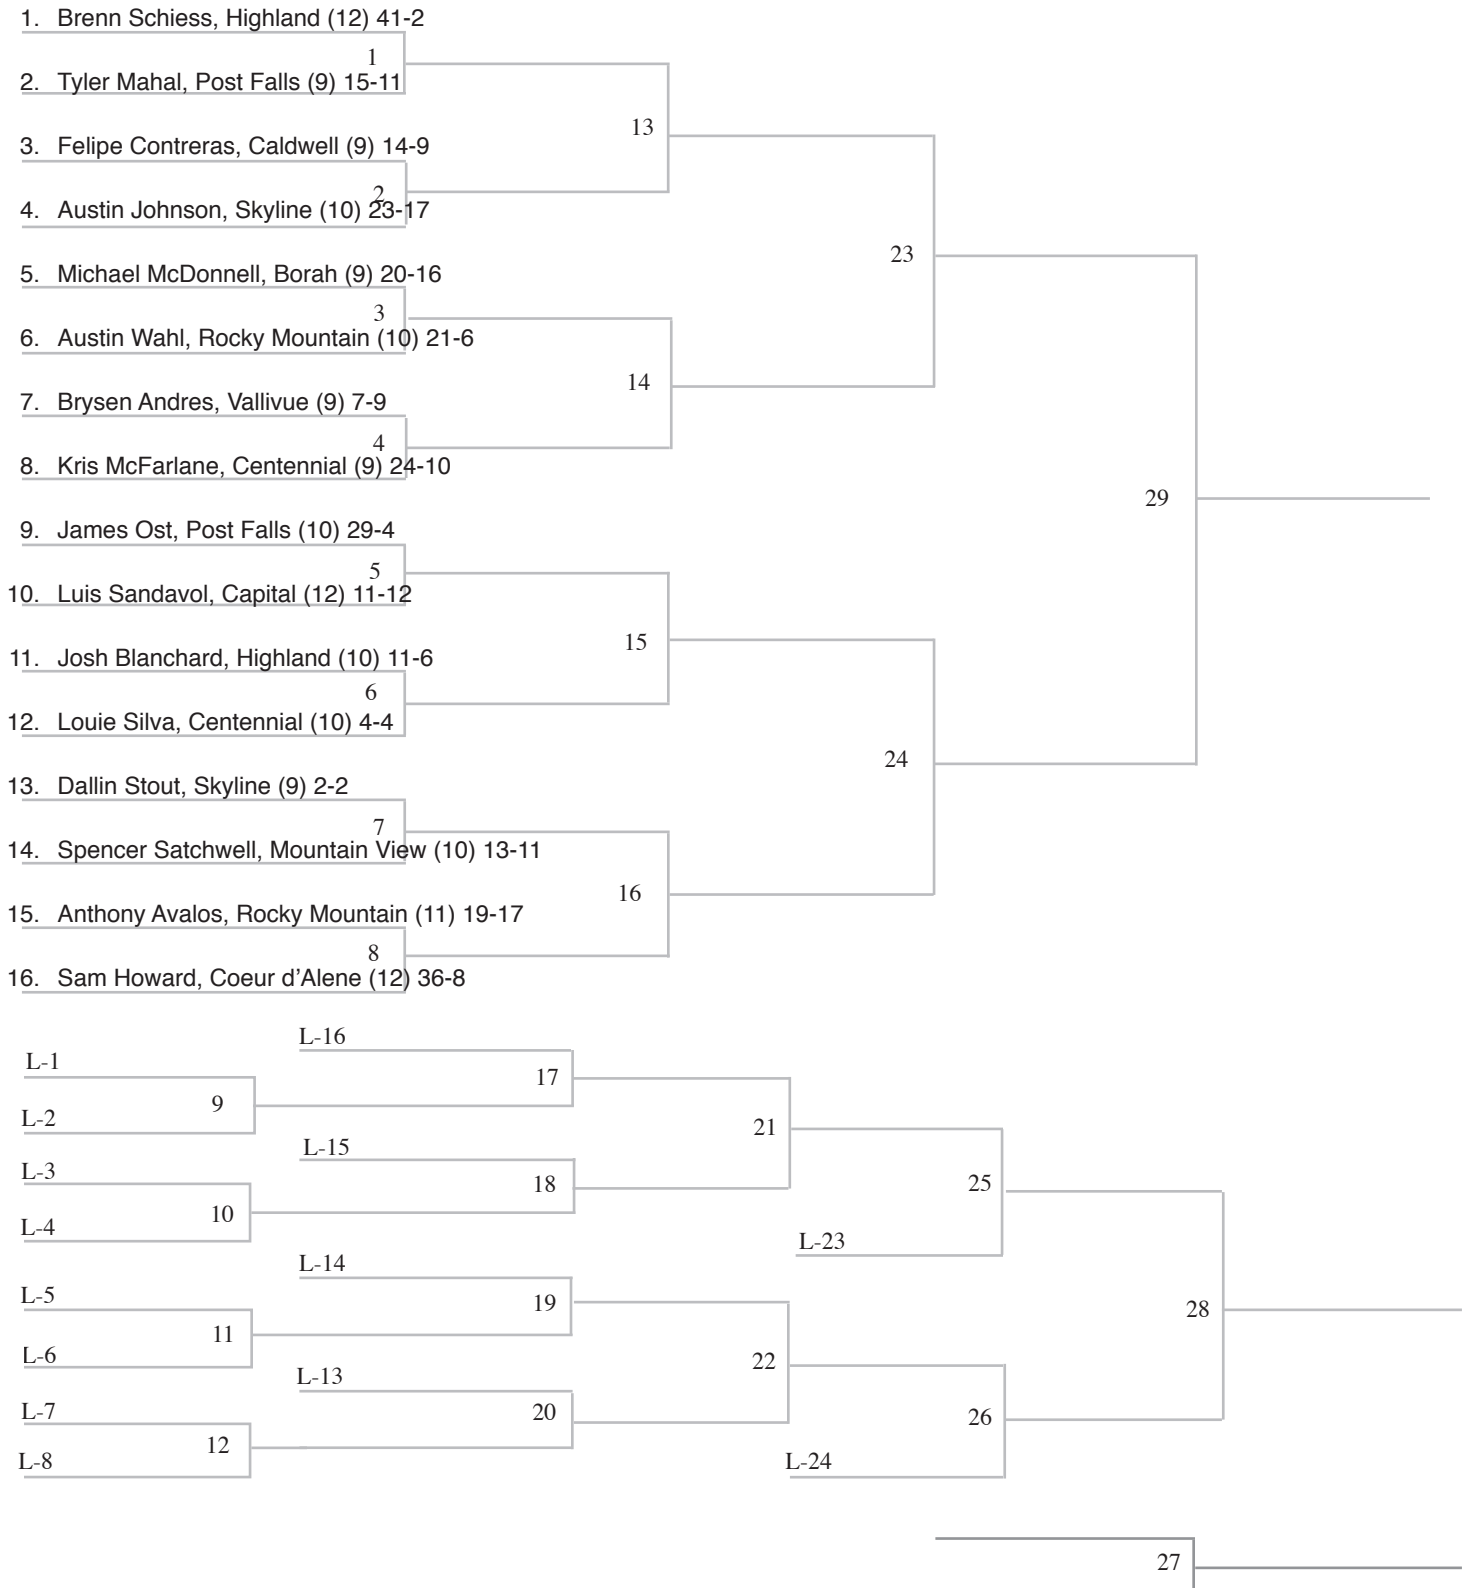 1. Brenn Schiess, Highland (12) 41-2
1
2. Tyler Mahal, Post Falls (9) 15-11
13
3. Felipe Contreras, Caldwell (9) 14-9
2
4. Austin Johnson, Skyline (10) 23-17
23
5. Michael McDonnell, Borah (9) 20-16
3
6. Austin Wahl, Rocky Mountain (10) 21-6
14
7. Brysen Andres, Vallivue (9) 7-9
4
8. Kris McFarlane, Centennial (9) 24-10
29
9. James Ost, Post Falls (10) 29-4
5
10. Luis Sandavol, Capital (12) 11-12
15
11. Josh Blanchard, Highland (10) 11-6
6
12. Louie Silva, Centennial (10) 4-4
24
13. Dallin Stout, Skyline (9) 2-2
7
14. Spencer Satchwell, Mountain View (10) 13-11
16
15. Anthony Avalos, Rocky Mountain (11) 19-17
8
16. Sam Howard, Coeur d’Alene (12) 36-8
L-16
L-1
17
9
L-2
21
L-15
L-3
18
25
10
L-4
L-23
L-14
L-5
19
28
11
L-6
22
L-13
L-7
20
26
12
L-8
L-24
27